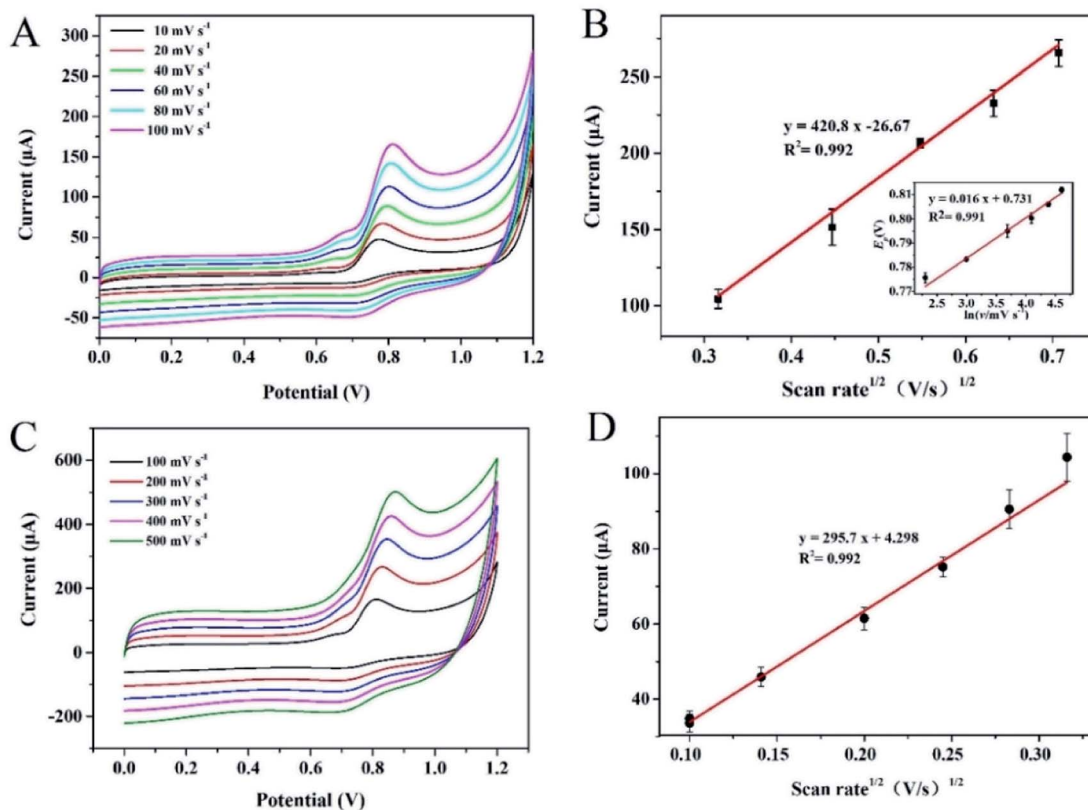 A
10 mV s-1
20 mV s-1
40 mV s-1
60 mV s-1
80 mV s-1
100 mV s-1
300
250
200
150
100
50
0
-50
Current (μA)
0.0 0.2 0.4 0.6 0.8 1.0 1.2
Potential (V)
B
250
200
150
100
Current (μA)
y = 420.8 x -26.67
R2= 0.992
0.3 0.4 0.5 0.6 0.7
Scan rate1/2 (V/s) 1/2
0.81
0.80
0.79
0.78
0.77
Ep(V)
y = 0.016 x + 0.731
R2= 0.991
2.5 3.0 3.5 4.0 4.5
ln(v/mV s-1)
C
100 mV s-1
200 mV s-1
300 mV s-1
400 mV s-1
500 mV s-1
600
400
200
0
-200
Current (μA)
0.0 0.2 0.4 0.6 0.8 1.0 1.2
Potential (V)
D
100
80
60
40
Current (μA)
y = 295.7 x + 4.298
R2= 0.992
0.10 0.15 0.20 0.25 0.30
Scan rate1/2 (V/s) 1/2